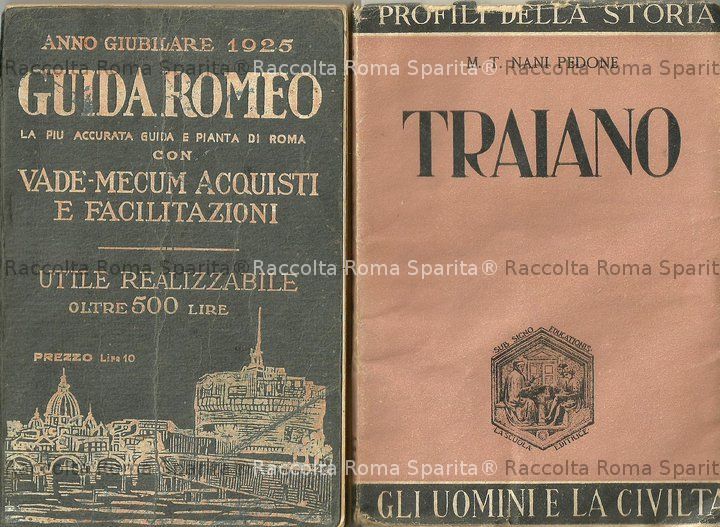 ANNO GIUBILARE 1925
GUIDA ROMEO
LA PIU ACCURATA GUIDA E PIANTA DI ROMA
CON
VADE-MECUM ACQUISTI
E FACILITAZIONI
UTILE REALIZZABILE
OLTRE 500 LIRE
PREZZO Lire 10
PROFILI DELLA STORIA
M. T. NANI PEDONE
TRAIANO
SUB SIGNO EDUCATIONIS
LA SCUOLA EDITRICE
GLI UOMINI E LA CIVILTA
Raccolta Roma Sparita® Raccolta Roma Sparita® Raccolta Roma Sparita®
Raccolta Roma Sparita® Raccolta Roma Sparita® Raccolta Roma Sparita®
Raccolta Roma Sparita® Raccolta Roma Sparita® Raccolta Roma Sparita®